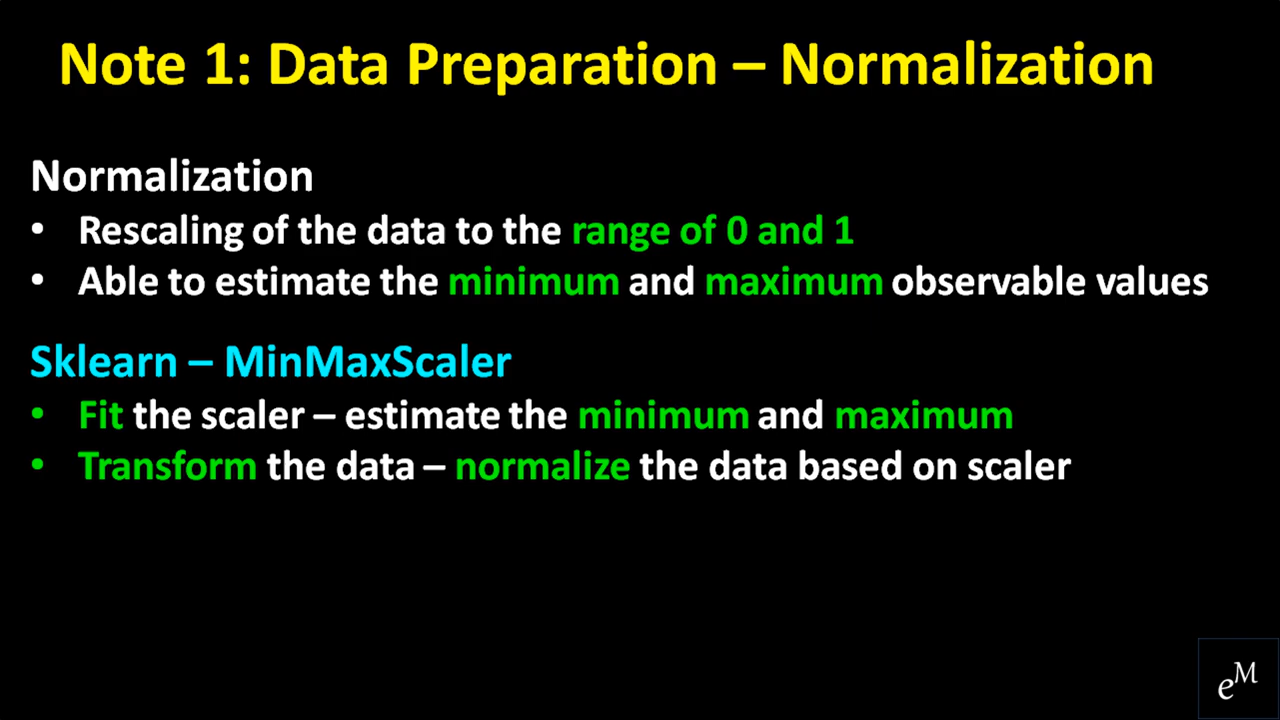 Note 1: Data Preparation – Normalization
Normalization
• Rescaling of the data to the range of 0 and 1
• Able to estimate the minimum and maximum observable values
Sklearn – MinMaxScaler
• Fit the scaler – estimate the minimum and maximum
• Transform the data – normalize the data based on scaler
eM